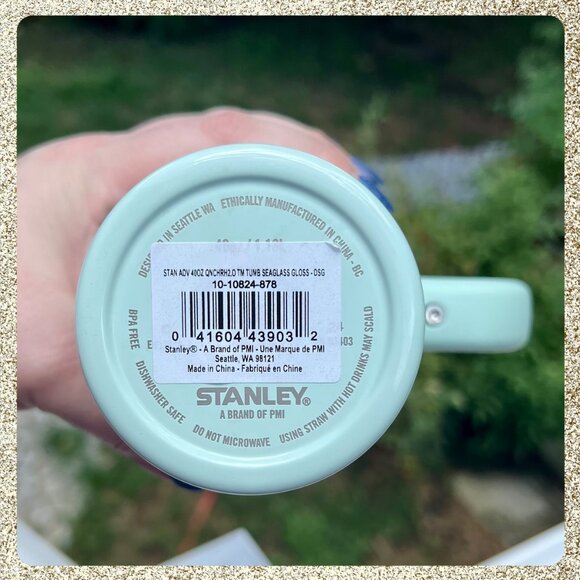 DESIGNED IN SEATTLE WA
ETHICALLY MANUFACTURED IN CHINA - BC
STAN ADV 40OZ QNCHRH2.0 TM TUMB SEAGLASS GLOSS - DSG
10-10824-878
0 41604 43903 2
Stanley® - A Brand of PMI - Une Marque de PMI
Seattle, WA 98121
Made in China - Fabriqué en Chine
STANLEY®
A BRAND OF PMI
BPA FREE
DISHWASHER SAFE
DO NOT MICROWAVE
USING STRAW WITH HOT DRINKS MAY SCALD